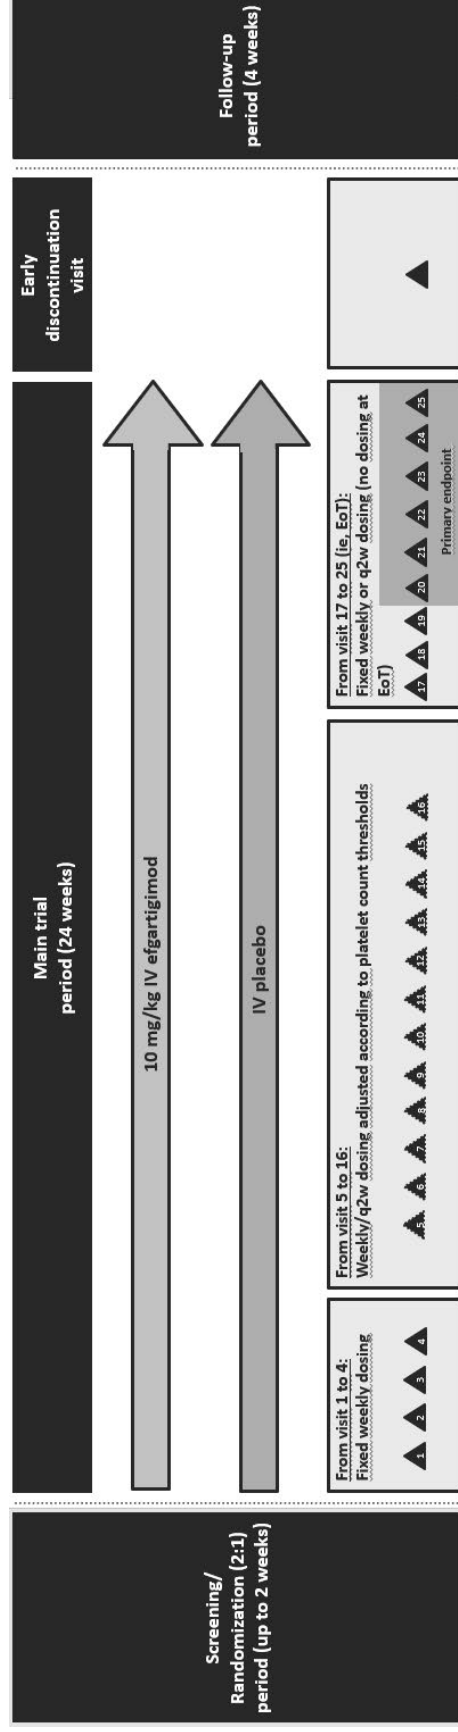 Screening/
Randomization (2:1)
period (up to 2 weeks)
Main trial
period (24 weeks)
Early
discontinuation
visit
Follow-up
period (4 weeks)
10 mg/kg IV efgartigimod
IV placebo
From visit 1 to 4:
Fixed weekly dosing
1 2 3 4
From visit 5 to 16:
Weekly/q2w dosing adjusted according to platelet count thresholds
5 6 7 8 9 10 11 12 13 14 15 16
From visit 17 to 25 (ie, EoT):
Fixed weekly or q2w dosing (no dosing at
EoT)
17 18 19 20 21 22 23 24 25
Primary endpoint